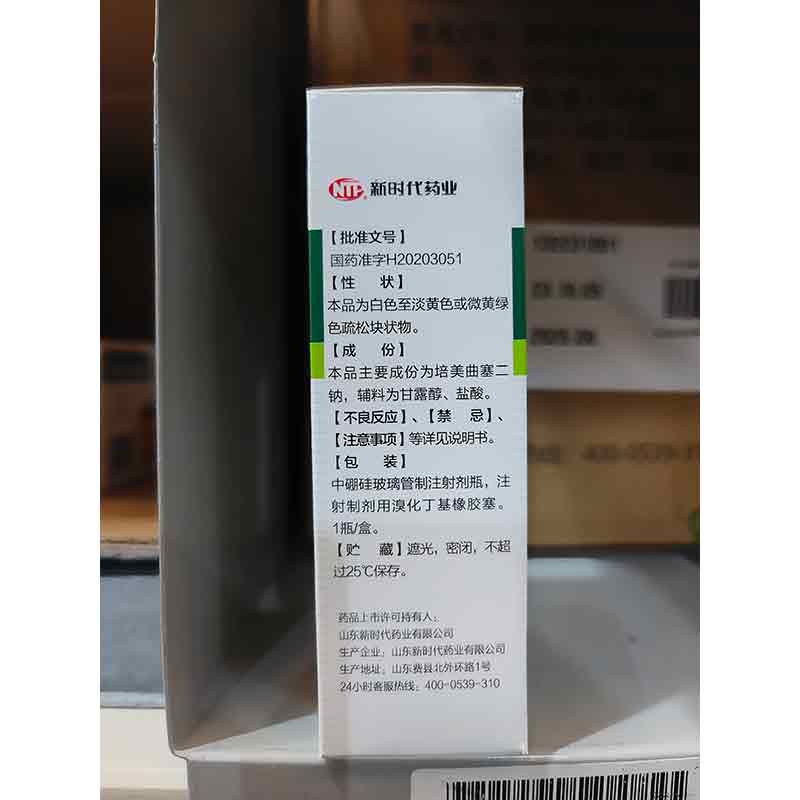 NTP® 新时代药业
【批准文号】
国药准字H20203051
【性 状】
本品为白色至淡黄色或微黄绿
色疏松块状物。
【成 份】
本品主要成份为培美曲塞二
钠，辅料为甘露醇、盐酸。
【不良反应】、【禁 忌】、
【注意事项】等详见说明书。
【包 装】
中硼硅玻璃管制注射剂瓶，注
射制剂用溴化丁基橡胶塞。
1瓶/盒。
【贮 藏】遮光，密闭，不超
过25℃保存。
药品上市许可持有人：
山东新时代药业有限公司
生产企业：山东新时代药业有限公司
生产地址：山东费县北外环路1号
24小时客服热线：400-0539-310